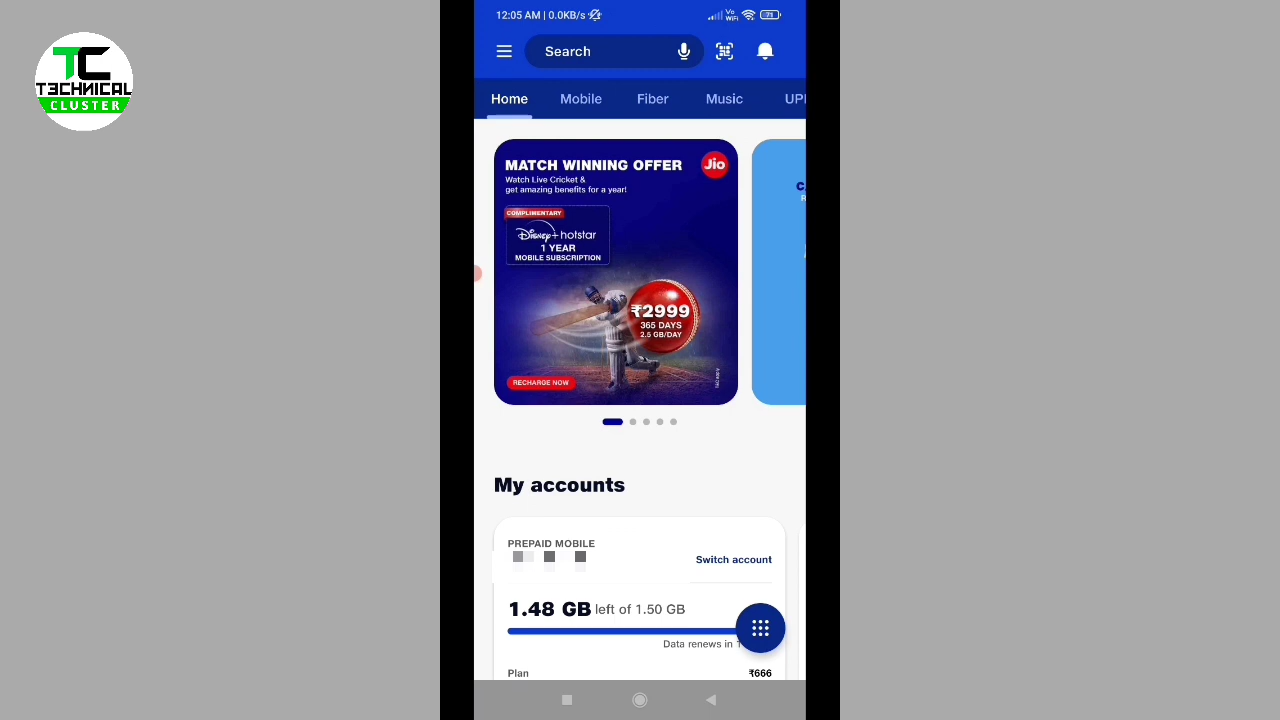 TC
TECHNICAL
CLUSTER
12:05 AM | 0.0KB/s
Vo
WiFi
71
Search
Home
Mobile
Fiber
Music
UPI
MATCH WINNING OFFER
Jio
Watch Live Cricket &
get amazing benefits for a year!
COMPLIMENTARY
Disney+ hotstar
1 YEAR
MOBILE SUBSCRIPTION
₹2999
365 DAYS
2.5 GB/DAY
RECHARGE NOW
My accounts
PREPAID MOBILE
Switch account
1.48 GB left of 1.50 GB
Data renews in
Plan
₹666